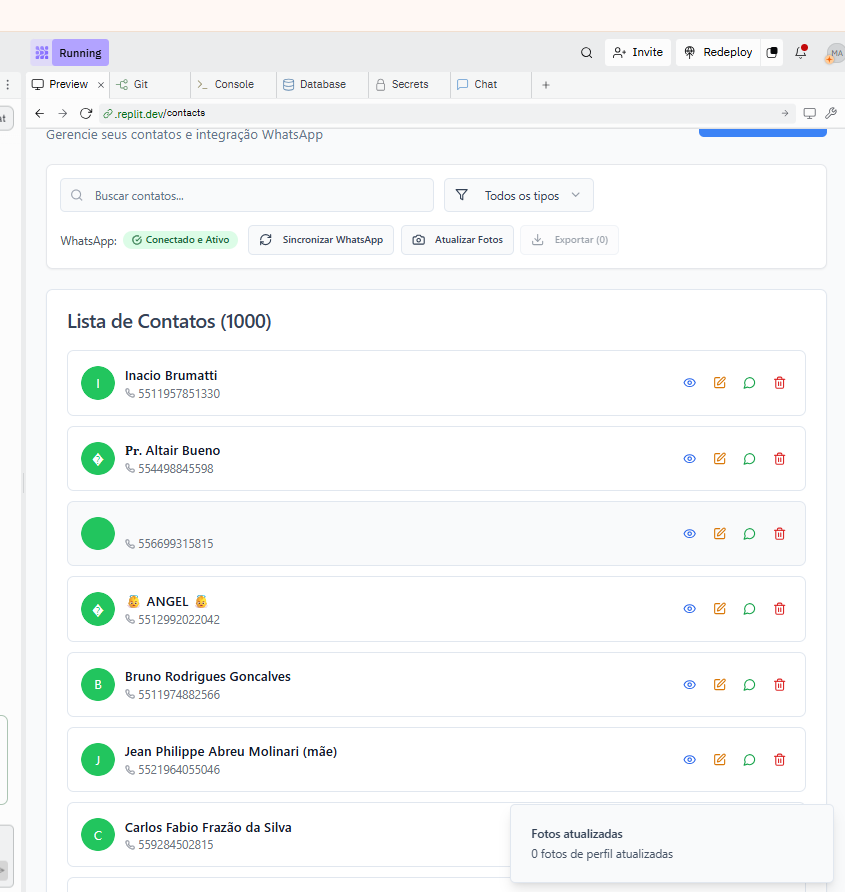 Running
Invite
Redeploy
MA
Preview
Git
Console
Database
Secrets
Chat
at
.replit.dev/contacts
Gerencie seus contatos e integração WhatsApp
Buscar contatos...
Todos os tipos
WhatsApp:
Conectado e Ativo
Sincronizar WhatsApp
Atualizar Fotos
Exportar (0)
Lista de Contatos (1000)
I
Inacio Brumatti
5511957851330
�
𝐏𝐫. Altair Bueno
554498845598
556699315815
�
👼 ANGEL 👼
5512992022042
B
Bruno Rodrigues Goncalves
5511974882566
J
Jean Philippe Abreu Molinari (mãe)
5521964055046
C
Carlos Fabio Frazão da Silva
559284502815
Fotos atualizadas
0 fotos de perfil atualizadas